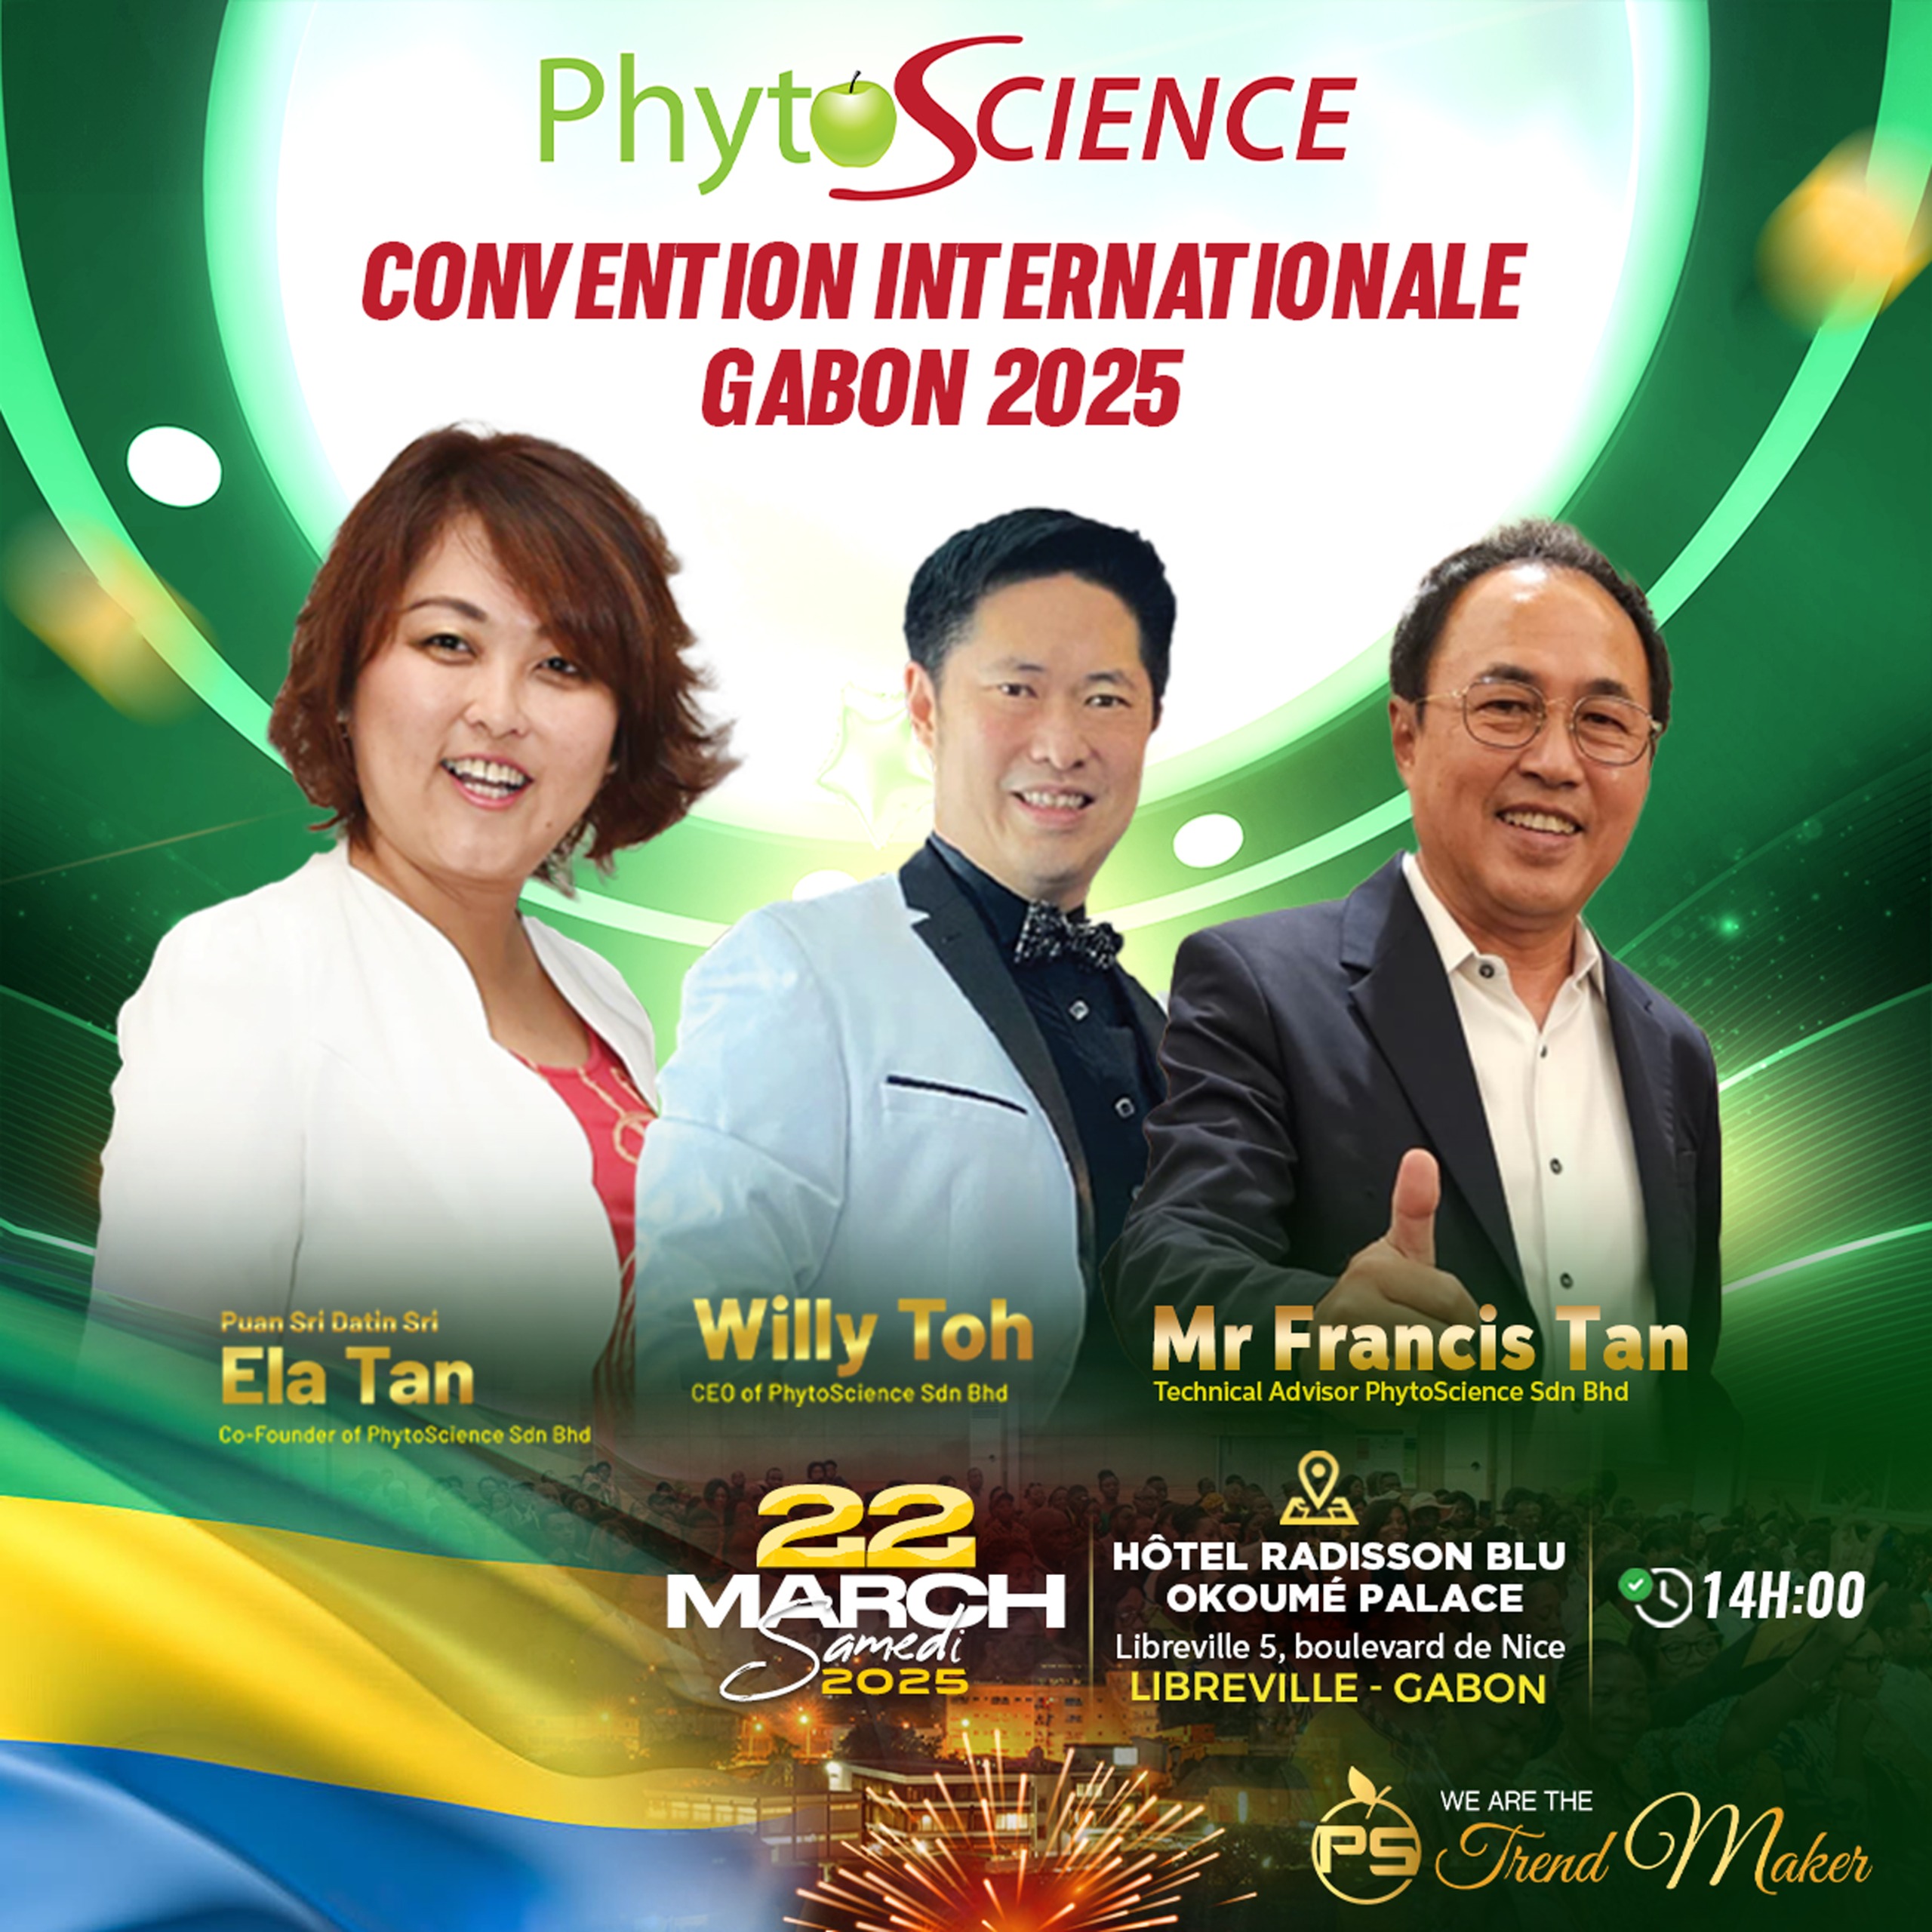 PhytoSCIENCE
CONVENTION INTERNATIONALE
GABON 2025
Puan Sri Datin Sri
Ela Tan
Co-Founder of PhytoScience Sdn Bhd
Willy Toh
CEO of PhytoScience Sdn Bhd
Mr Francis Tan
Technical Advisor PhytoScience Sdn Bhd
22
MARCH
Samedi
2025
HÔTEL RADISSON BLU
OKOUMÉ PALACE
Libreville 5, boulevard de Nice
LIBREVILLE - GABON
14H:00
PS
WE ARE THE
Trend Maker